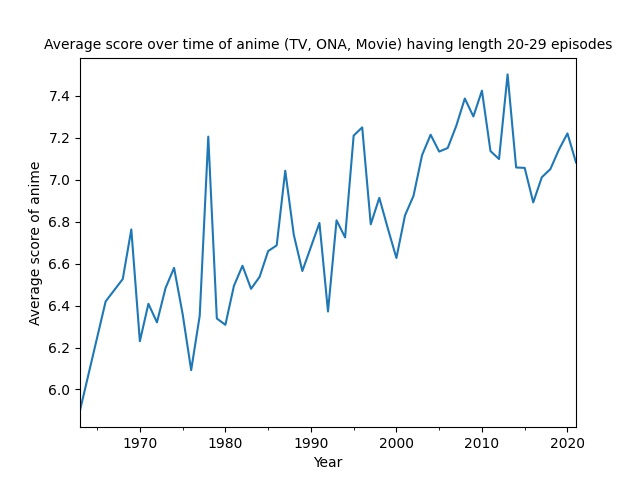 Average score over time of anime (TV, ONA, Movie) having length 20-29 episodes
Average score of anime
7.4
7.2
7.0
6.8
6.6
6.4
6.2
6.0
1970 1980 1990 2000 2010 2020
Year